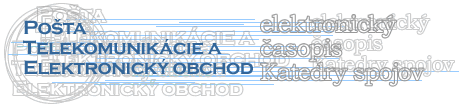 Pošta
Telekomunikácie a
Elektronický obchod
elektronický
časopis
Katedry spojov